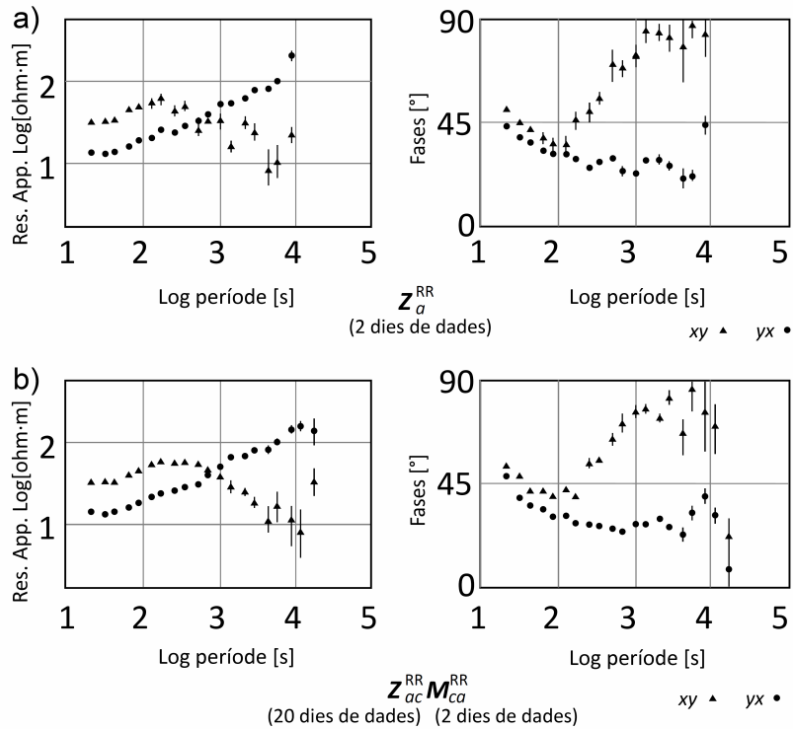 a)
Res. App. Log[ohm·m]
2
1
1 2 3 4 5
Log període [s]
Fases [°]
90
45
0
1 2 3 4 5
Log període [s]
Z a RR
(2 dies de dades)
xy ▲ yx ●
b)
Res. App. Log[ohm·m]
2
1
1 2 3 4 5
Log període [s]
Fases [°]
90
45
0
1 2 3 4 5
Log període [s]
Z ac RR M ca RR
(20 dies de dades) (2 dies de dades)
xy ▲ yx ●